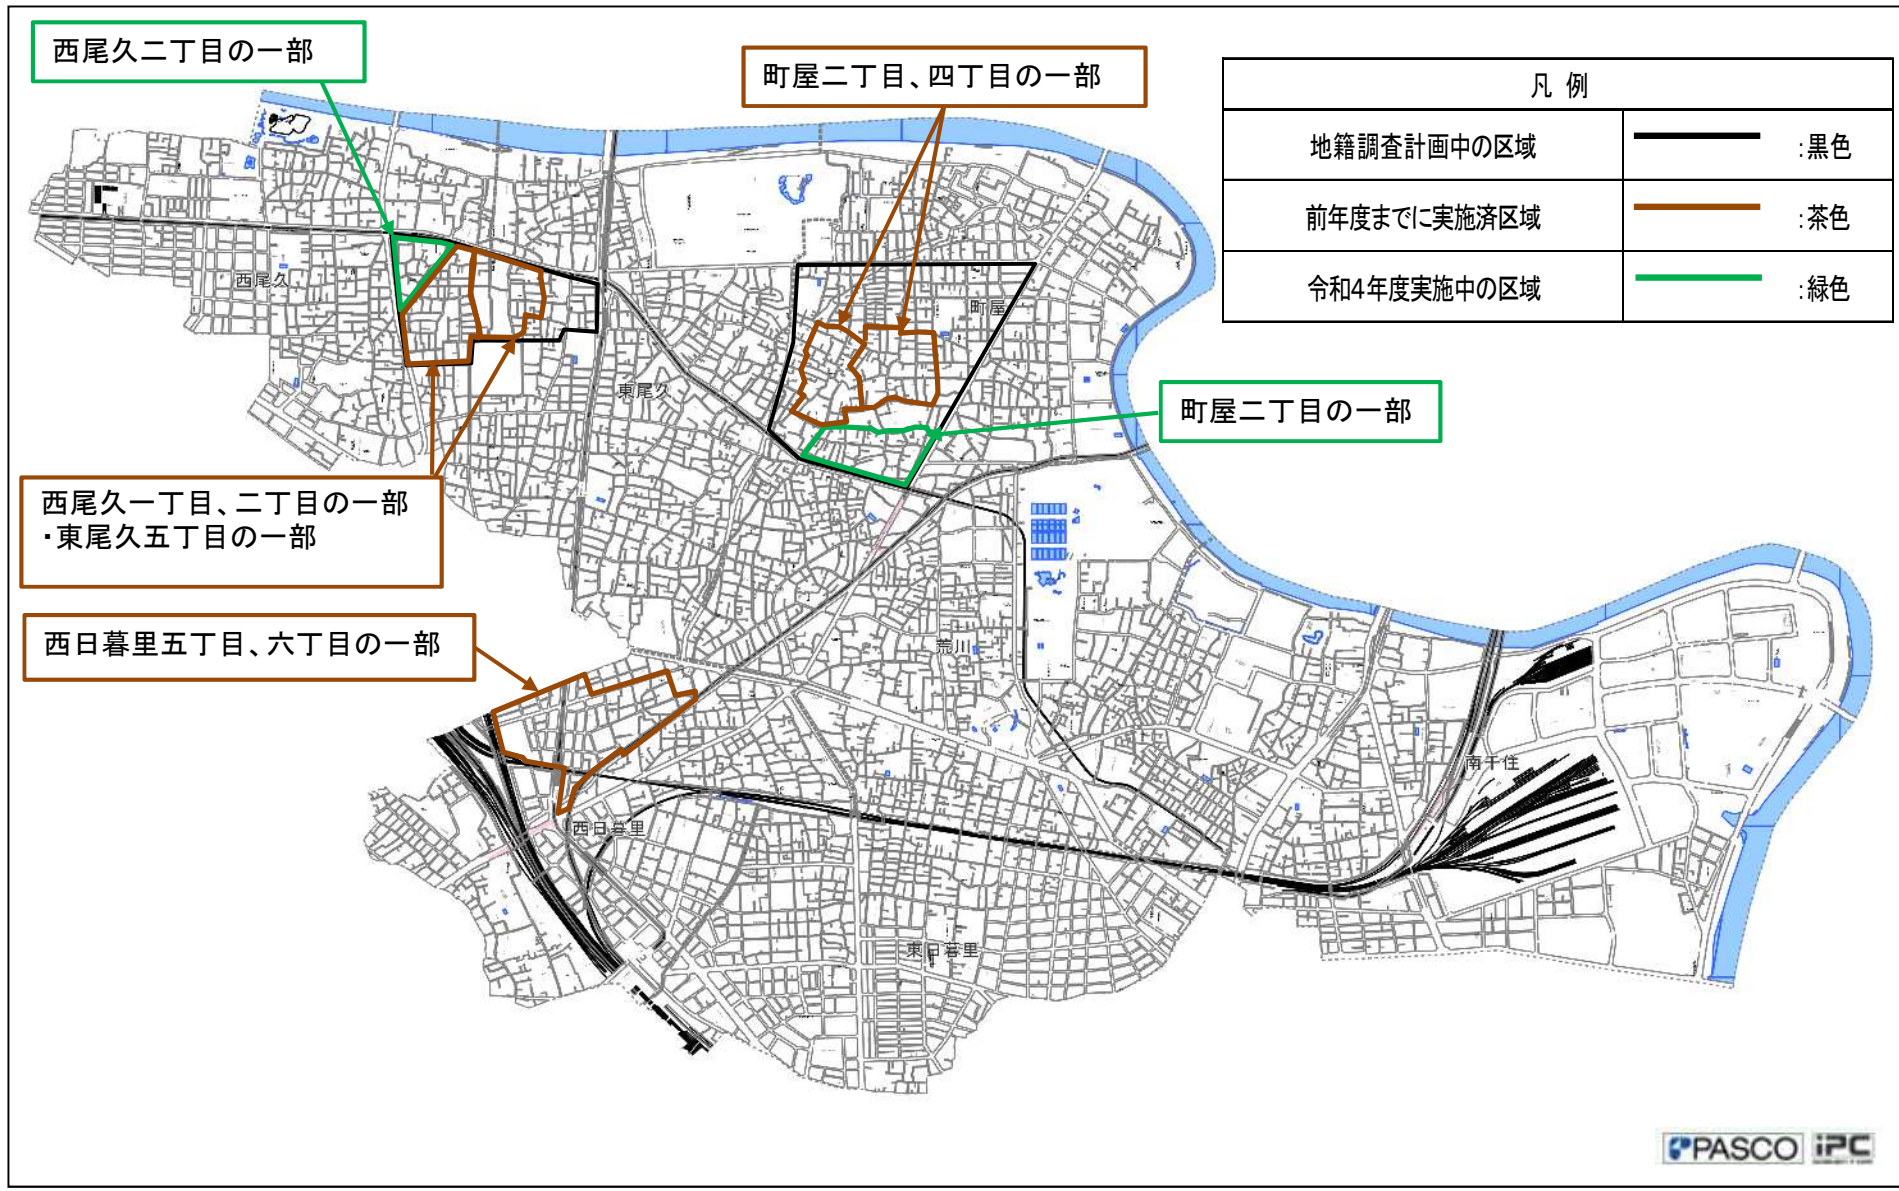 西尾久二丁目の一部
町屋二丁目、四丁目の一部
凡 例
地籍調査計画中の区域 :黒色
前年度までに実施済区域 :茶色
令和4年度実施中の区域 :緑色
西尾久
町屋
東尾久
町屋二丁目の一部
西尾久一丁目、二丁目の一部
・東尾久五丁目の一部
西日暮里五丁目、六丁目の一部
荒川
南千住
西日暮里
東日暮里
PASCO iPC